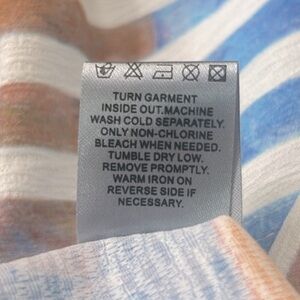 TURN GARMENT
INSIDE OUT.MACHINE
WASH COLD SEPARATELY.
ONLY NON-CHLORINE
BLEACH WHEN NEEDED.
TUMBLE DRY LOW.
REMOVE PROMPTLY.
WARM IRON ON
REVERSE SIDE IF
NECESSARY.